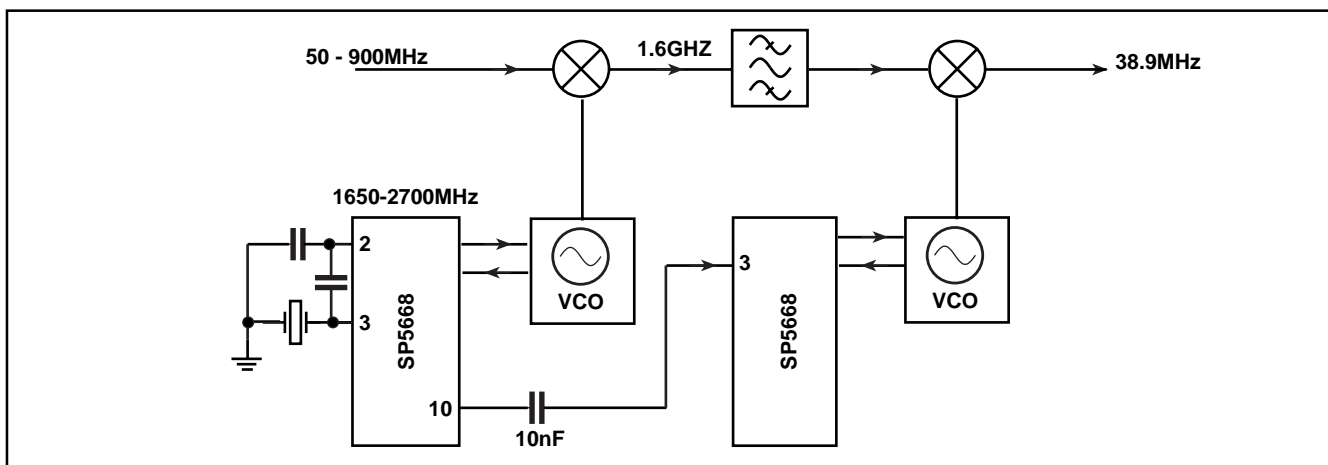 50 - 900MHz
1.6GHZ
38.9MHz
1650-2700MHz
2
3
SP5668
10
VCO
10nF
3
SP5668
VCO